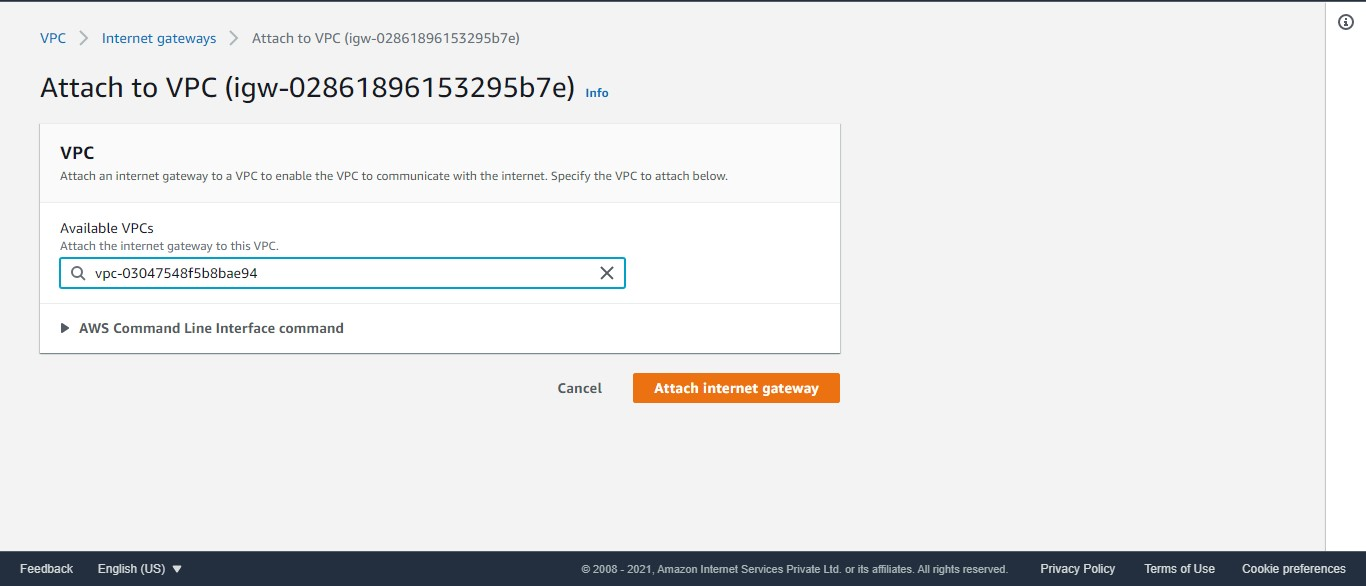 VPC Internet gateways Attach to VPC (igw-02861896153295b7e)
Attach to VPC (igw-02861896153295b7e) Info
VPC
Attach an internet gateway to a VPC to enable the VPC to communicate with the internet. Specify the VPC to attach below.
Available VPCs
Attach the internet gateway to this VPC.
vpc-03047548f5b8bae94
AWS Command Line Interface command
Cancel Attach internet gateway
Feedback English (US) © 2008 - 2021, Amazon Internet Services Private Ltd. or its affiliates. All rights reserved. Privacy Policy Terms of Use Cookie preferences